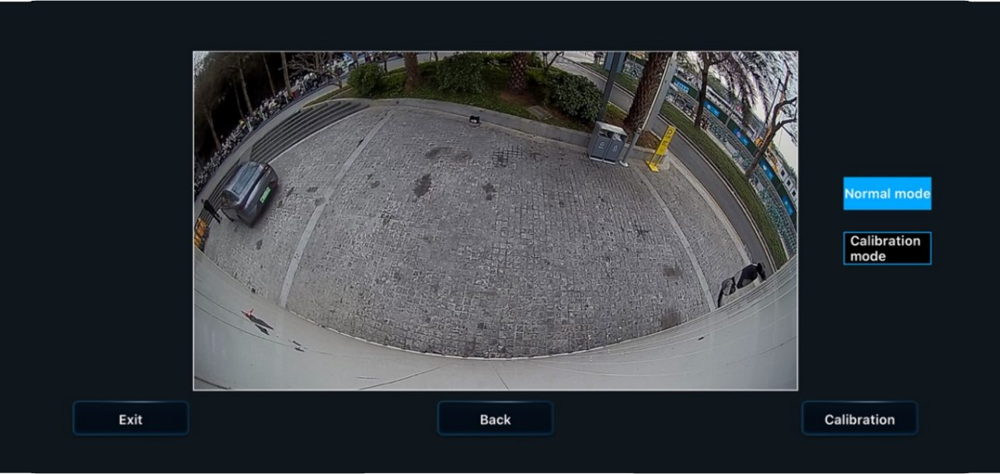 Normal mode
Calibration
mode
Exit
Back
Calibration